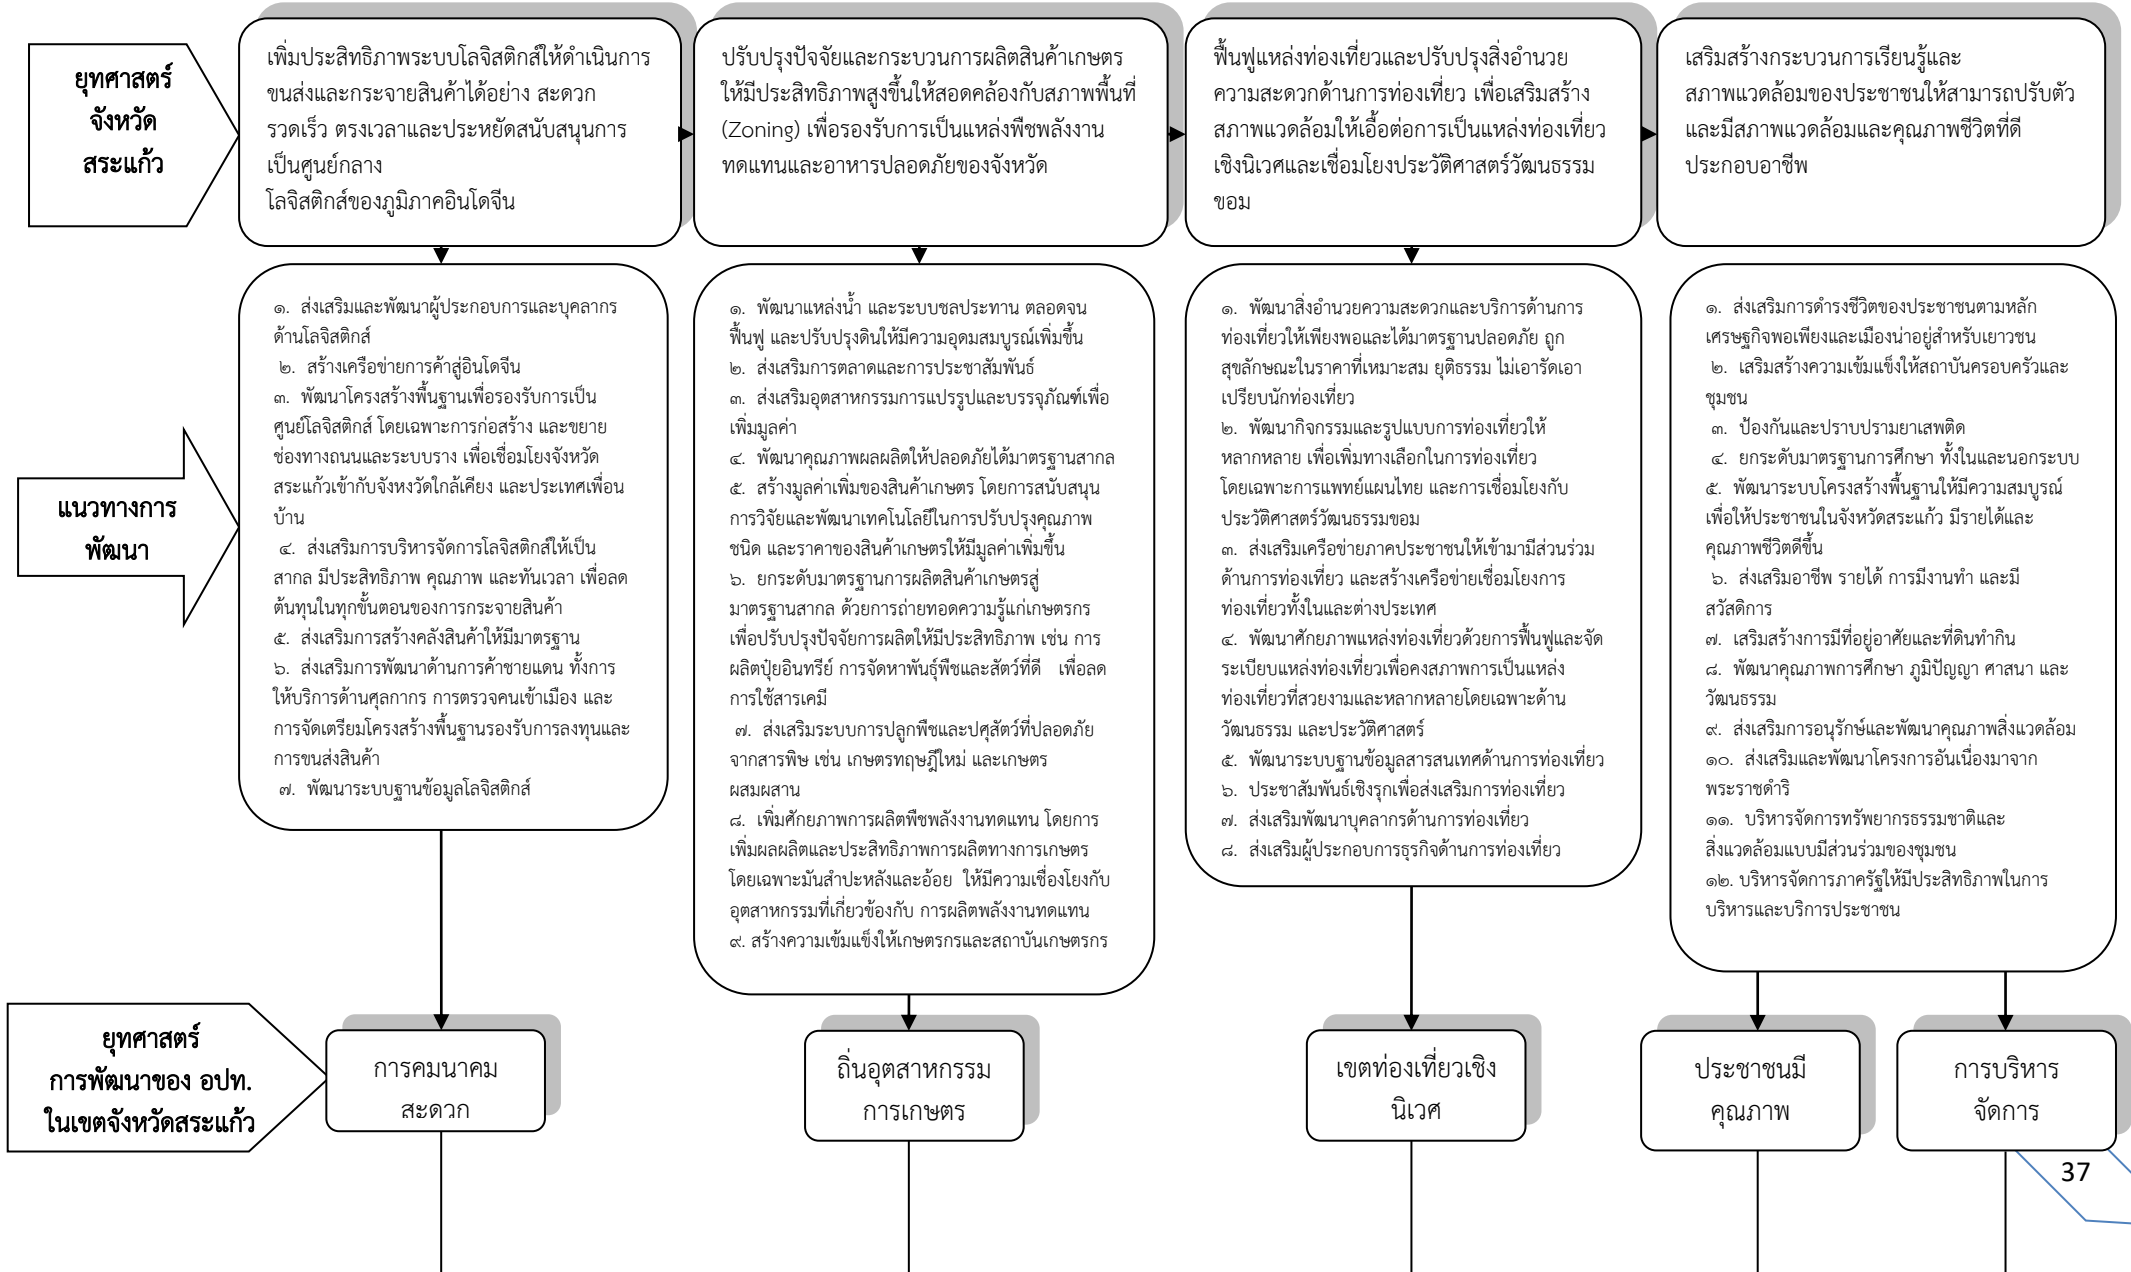 ยุทศาสตร์
จังหวัด
สระแก้ว
เพิ่มประสิทธิภาพระบบโลจิสติกส์ให้ดำเนินการ
ขนส่งและกระจายสินค้าได้อย่าง สะดวก
รวดเร็ว ตรงเวลาและประหยัดสนับสนุนการ
เป็นศูนย์กลาง
โลจิสติกส์ของภูมิภาคอินโดจีน
ปรับปรุงปัจจัยและกระบวนการผลิตสินค้าเกษตร
ให้มีประสิทธิภาพสูงขึ้นให้สอดคล้องกับสภาพพื้นที่
(Zoning) เพื่อรองรับการเป็นแหล่งพืชพลังงาน
ทดแทนและอาหารปลอดภัยของจังหวัด
ฟื้นฟูแหล่งท่องเที่ยวและปรับปรุงสิ่งอำนวย
ความสะดวกด้านการท่องเที่ยว เพื่อเสริมสร้าง
สภาพแวดล้อมให้เอื้อต่อการเป็นแหล่งท่องเที่ยว
เชิงนิเวศและเชื่อมโยงประวัติศาสตร์วัฒนธรรม
ขอม
เสริมสร้างกระบวนการเรียนรู้และ
สภาพแวดล้อมของประชาชนให้สามารถปรับตัว
และมีสภาพแวดล้อมและคุณภาพชีวิตที่ดี
ประกอบอาชีพ
แนวทางการ
พัฒนา
๑. ส่งเสริมและพัฒนาผู้ประกอบการและบุคลากร
ด้านโลจิสติกส์
๒. สร้างเครือข่ายการค้าสู่อินโดจีน
๓. พัฒนาโครงสร้างพื้นฐานเพื่อรองรับการเป็น
ศูนย์โลจิสติกส์ โดยเฉพาะการก่อสร้าง และขยาย
ช่องทางถนนและระบบราง เพื่อเชื่อมโยงจังหวัด
สระแก้วเข้ากับจังหงวัดใกล้เคียง และประเทศเพื่อน
บ้าน
๔. ส่งเสริมการบริหารจัดการโลจิสติกส์ให้เป็น
สากล มีประสิทธิภาพ คุณภาพ และทันเวลา เพื่อลด
ต้นทุนในทุกขั้นตอนของการกระจายสินค้า
๕. ส่งเสริมการสร้างคลังสินค้าให้มีมาตรฐาน
๖. ส่งเสริมการพัฒนาด้านการค้าชายแดน ทั้งการ
ให้บริการด้านศุลกากร การตรวจคนเข้าเมือง และ
การจัดเตรียมโครงสร้างพื้นฐานรองรับการลงทุนและ
การขนส่งสินค้า
๗. พัฒนาระบบฐานข้อมูลโลจิสติกส์
๑. พัฒนาแหล่งน้ำ และระบบชลประทาน ตลอดจน
ฟื้นฟู และปรับปรุงดินให้มีความอุดมสมบูรณ์เพิ่มขึ้น
๒. ส่งเสริมการตลาดและการประชาสัมพันธ์
๓. ส่งเสริมอุตสาหกรรมการแปรรูปและบรรจุภัณฑ์เพื่อ
เพิ่มมูลค่า
๔. พัฒนาคุณภาพผลผลิตให้ปลอดภัยได้มาตรฐานสากล
๕. สร้างมูลค่าเพิ่มของสินค้าเกษตร โดยการสนับสนุน
การวิจัยและพัฒนาเทคโนโลยีในการปรับปรุงคุณภาพ
ชนิด และราคาของสินค้าเกษตรให้มีมูลค่าเพิ่มขึ้น
๖. ยกระดับมาตรฐานการผลิตสินค้าเกษตรสู่
มาตรฐานสากล ด้วยการถ่ายทอดความรู้แก่เกษตรกร
เพื่อปรับปรุงปัจจัยการผลิตให้มีประสิทธิภาพ เช่น การ
ผลิตปุ๋ยอินทรีย์ การจัดหาพันธุ์พืชและสัตว์ที่ดี เพื่อลด
การใช้สารเคมี
๗. ส่งเสริมระบบการปลูกพืชและปศุสัตว์ที่ปลอดภัย
จากสารพิษ เช่น เกษตรทฤษฎีใหม่ และเกษตร
ผสมผสาน
๘. เพิ่มศักยภาพการผลิตพืชพลังงานทดแทน โดยการ
เพิ่มผลผลิตและประสิทธิภาพการผลิตทางการเกษตร
โดยเฉพาะมันสำปะหลังและอ้อย ให้มีความเชื่องโยงกับ
อุตสาหกรรมที่เกี่ยวข้องกับ การผลิตพลังงานทดแทน
๙. สร้างความเข้มแข็งให้เกษตรกรและสถาบันเกษตรกร
๑. พัฒนาสิ่งอำนวยความสะดวกและบริการด้านการ
ท่องเที่ยวให้เพียงพอและได้มาตรฐานปลอดภัย ถูก
สุขลักษณะในราคาที่เหมาะสม ยุติธรรม ไม่เอารัดเอา
เปรียบนักท่องเที่ยว
๒. พัฒนากิจกรรมและรูปแบบการท่องเที่ยวให้
หลากหลาย เพื่อเพิ่มทางเลือกในการท่องเที่ยว
โดยเฉพาะการแพทย์แผนไทย และการเชื่อมโยงกับ
ประวัติศาสตร์วัฒนธรรมขอม
๓. ส่งเสริมเครือข่ายภาคประชาชนให้เข้ามามีส่วนร่วม
ด้านการท่องเที่ยว และสร้างเครือข่ายเชื่อมโยงการ
ท่องเที่ยวทั้งในและต่างประเทศ
๔. พัฒนาศักยภาพแหล่งท่องเที่ยวด้วยการฟื้นฟูและจัด
ระเบียบแหล่งท่องเที่ยวเพื่อคงสภาพการเป็นแหล่ง
ท่องเที่ยวที่สวยงามและหลากหลายโดยเฉพาะด้าน
วัฒนธรรม และประวัติศาสตร์
๕. พัฒนาระบบฐานข้อมูลสารสนเทศด้านการท่องเที่ยว
๖. ประชาสัมพันธ์เชิงรุกเพื่อส่งเสริมการท่องเที่ยว
๗. ส่งเสริมพัฒนาบุคลากรด้านการท่องเที่ยว
๘. ส่งเสริมผู้ประกอบการธุรกิจด้านการท่องเที่ยว
๑. ส่งเสริมการดำรงชีวิตของประชาชนตามหลัก
เศรษฐกิจพอเพียงและเมืองน่าอยู่สำหรับเยาวชน
๒. เสริมสร้างความเข้มแข็งให้สถาบันครอบครัวและ
ชุมชน
๓. ป้องกันและปราบปรามยาเสพติด
๔. ยกระดับมาตรฐานการศึกษา ทั้งในและนอกระบบ
๕. พัฒนาระบบโครงสร้างพื้นฐานให้มีความสมบูรณ์
เพื่อให้ประชาชนในจังหวัดสระแก้ว มีรายได้และ
คุณภาพชีวิตดีขึ้น
๖. ส่งเสริมอาชีพ รายได้ การมีงานทำ และมี
สวัสดิการ
๗. เสริมสร้างการมีที่อยู่อาศัยและที่ดินทำกิน
๘. พัฒนาคุณภาพการศึกษา ภูมิปัญญา ศาสนา และ
วัฒนธรรม
๙. ส่งเสริมการอนุรักษ์และพัฒนาคุณภาพสิ่งแวดล้อม
๑๐. ส่งเสริมและพัฒนาโครงการอันเนื่องมาจาก
พระราชดำริ
๑๑. บริหารจัดการทรัพยากรธรรมชาติและ
สิ่งแวดล้อมแบบมีส่วนร่วมของชุมชน
๑๒. บริหารจัดการภาครัฐให้มีประสิทธิภาพในการ
บริหารและบริการประชาชน
ยุทศาสตร์
การพัฒนาของ อปท.
ในเขตจังหวัดสระแก้ว
การคมนาคม
สะดวก
ถิ่นอุตสาหกรรม
การเกษตร
เขตท่องเที่ยวเชิง
นิเวศ
ประชาชนมี
คุณภาพ
การบริหาร
จัดการ
37